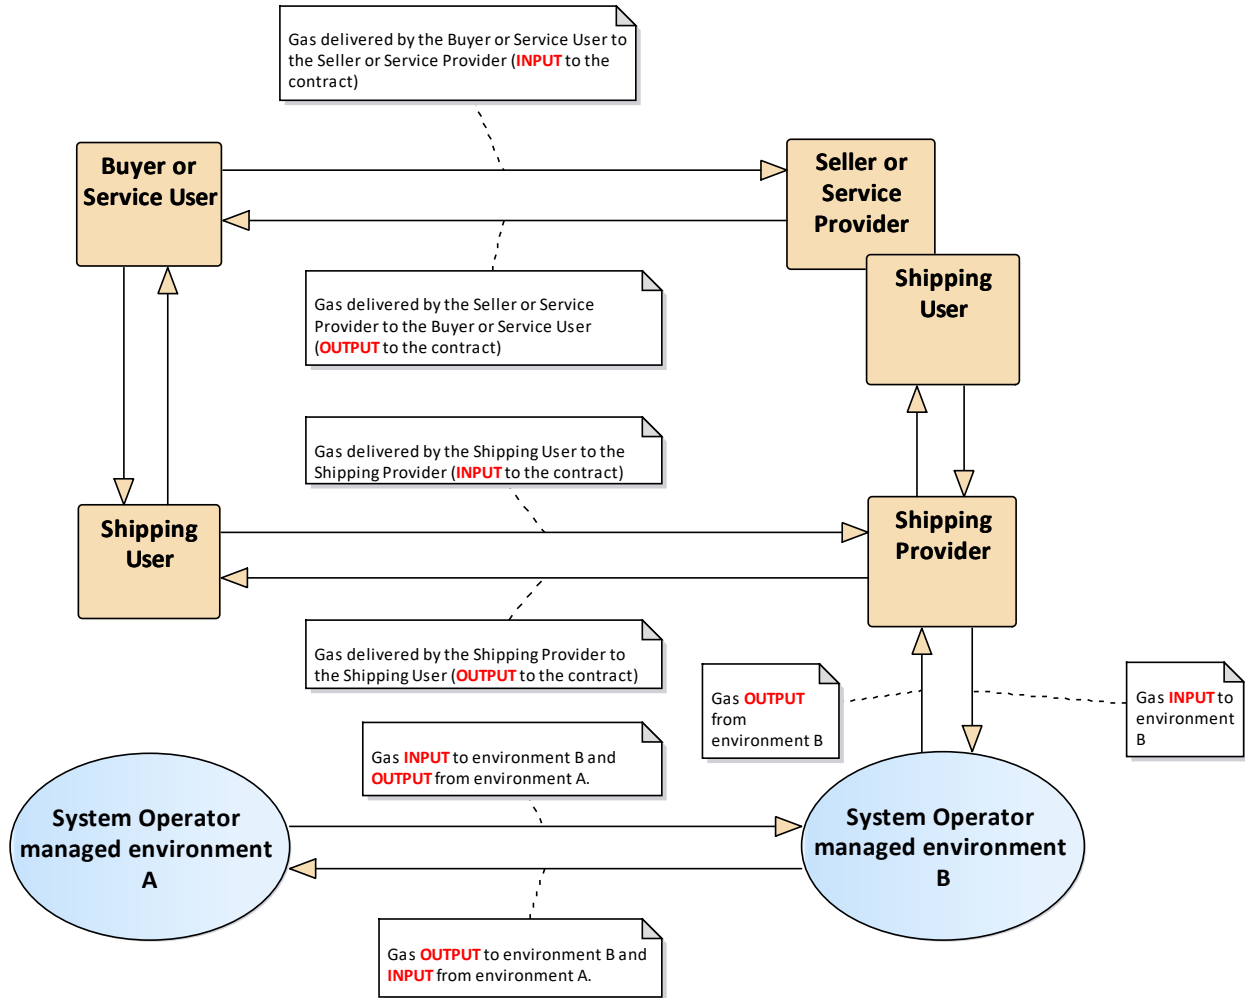 Gas delivered by the Buyer or Service User to
the Seller or Service Provider (INPUT to the
contract)
Buyer or
Service User
Seller or
Service
Provider
Shipping
User
Gas delivered by the Seller or Service
Provider to the Buyer or Service User
(OUTPUT to the contract)
Gas delivered by the Shipping User to the
Shipping Provider (INPUT to the contract)
Shipping
User
Shipping
Provider
Gas delivered by the Shipping Provider to
the Shipping User (OUTPUT to the contract)
Gas OUTPUT
from
environment B
Gas INPUT to
environment
B
Gas INPUT to environment B and
OUTPUT from environment A.
System Operator
managed environment
A
System Operator
managed environment
B
Gas OUTPUT to environment B and
INPUT from environment A.